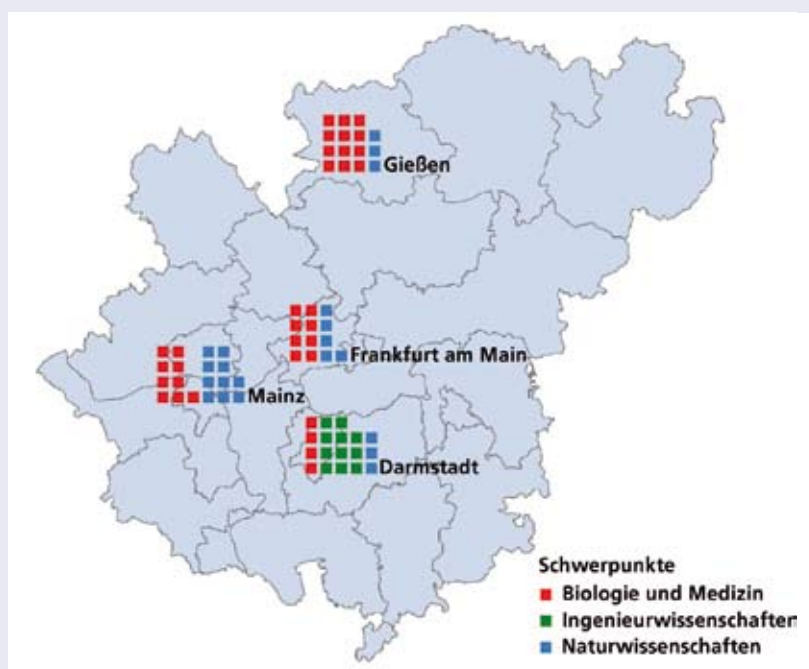 Gießen
Frankfurt am Main
Mainz
Darmstadt
Schwerpunkte
Biologie und Medizin
Ingenieurwissenschaften
Naturwissenschaften